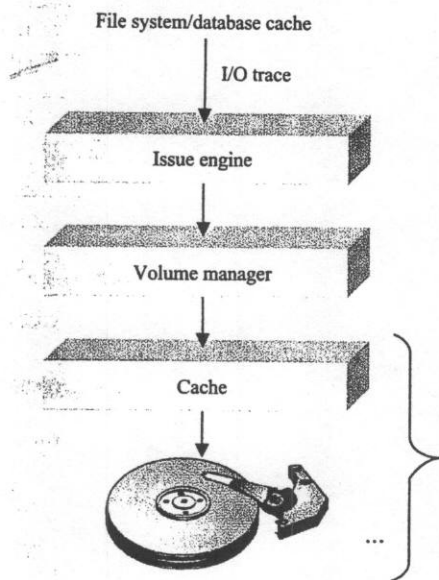 File system/database cache
I/O trace
Issue engine
Volume manager
Cache
...